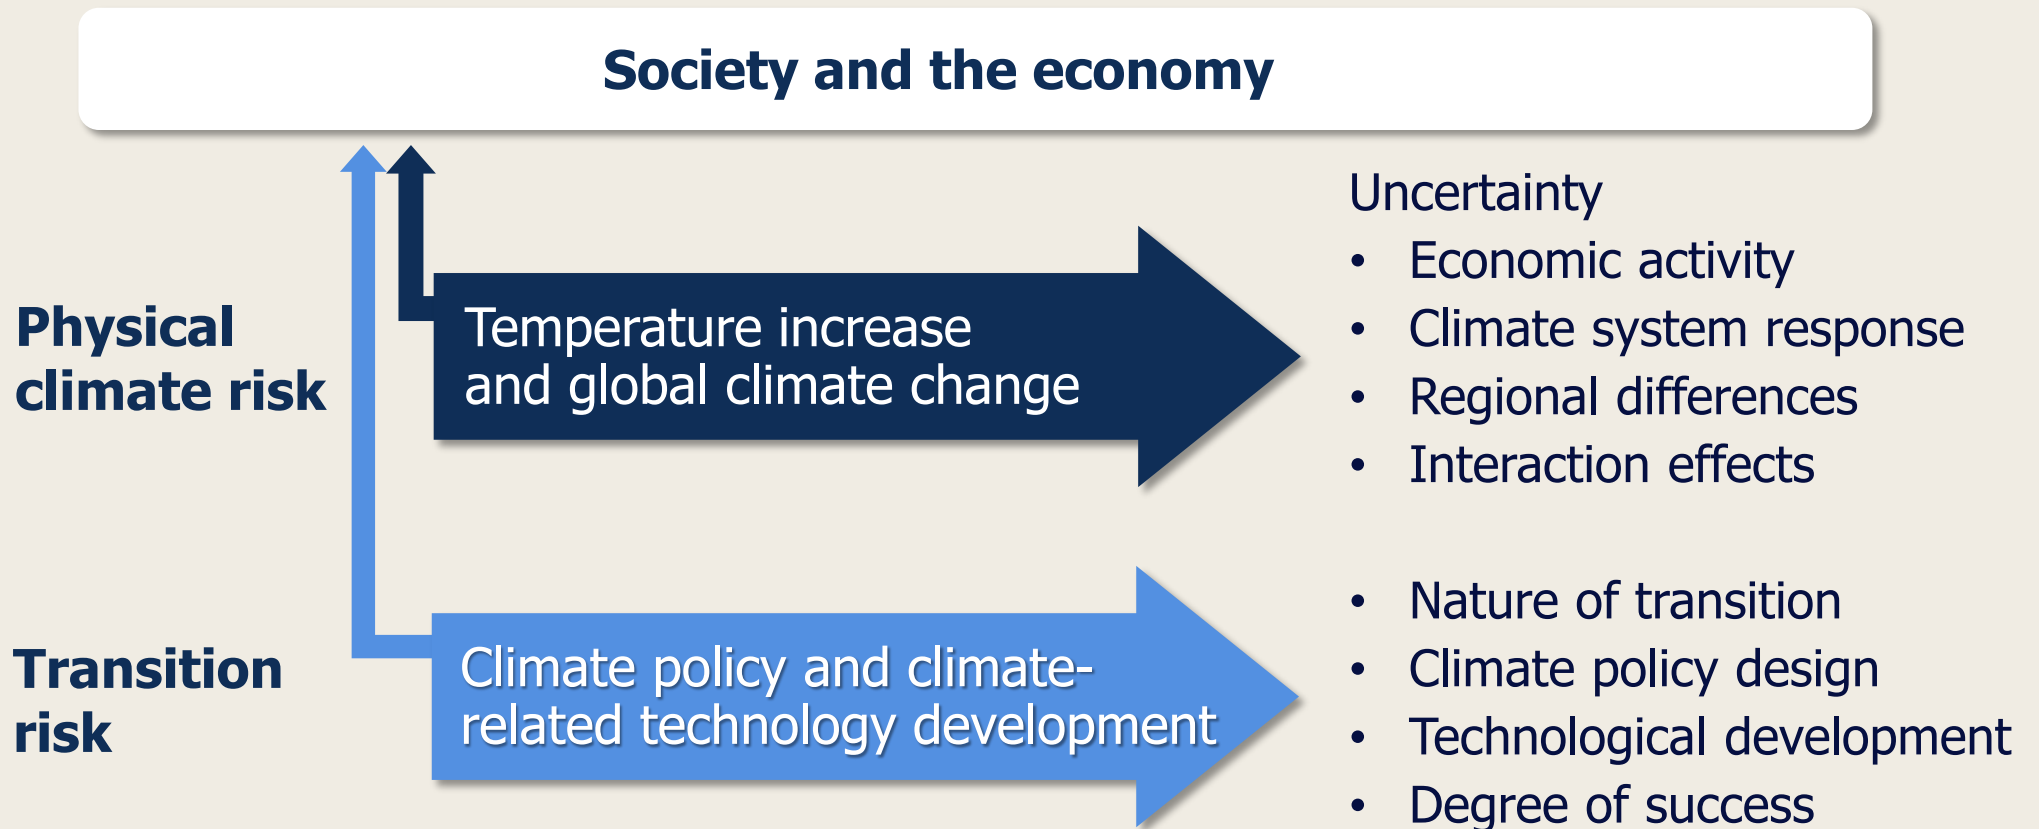 Society and the economy
Physical
climate risk
Temperature increase
and global climate change
Uncertainty
• Economic activity
• Climate system response
• Regional differences
• Interaction effects
Transition
risk
Climate policy and climate-
related technology development
• Nature of transition
• Climate policy design
• Technological development
• Degree of success